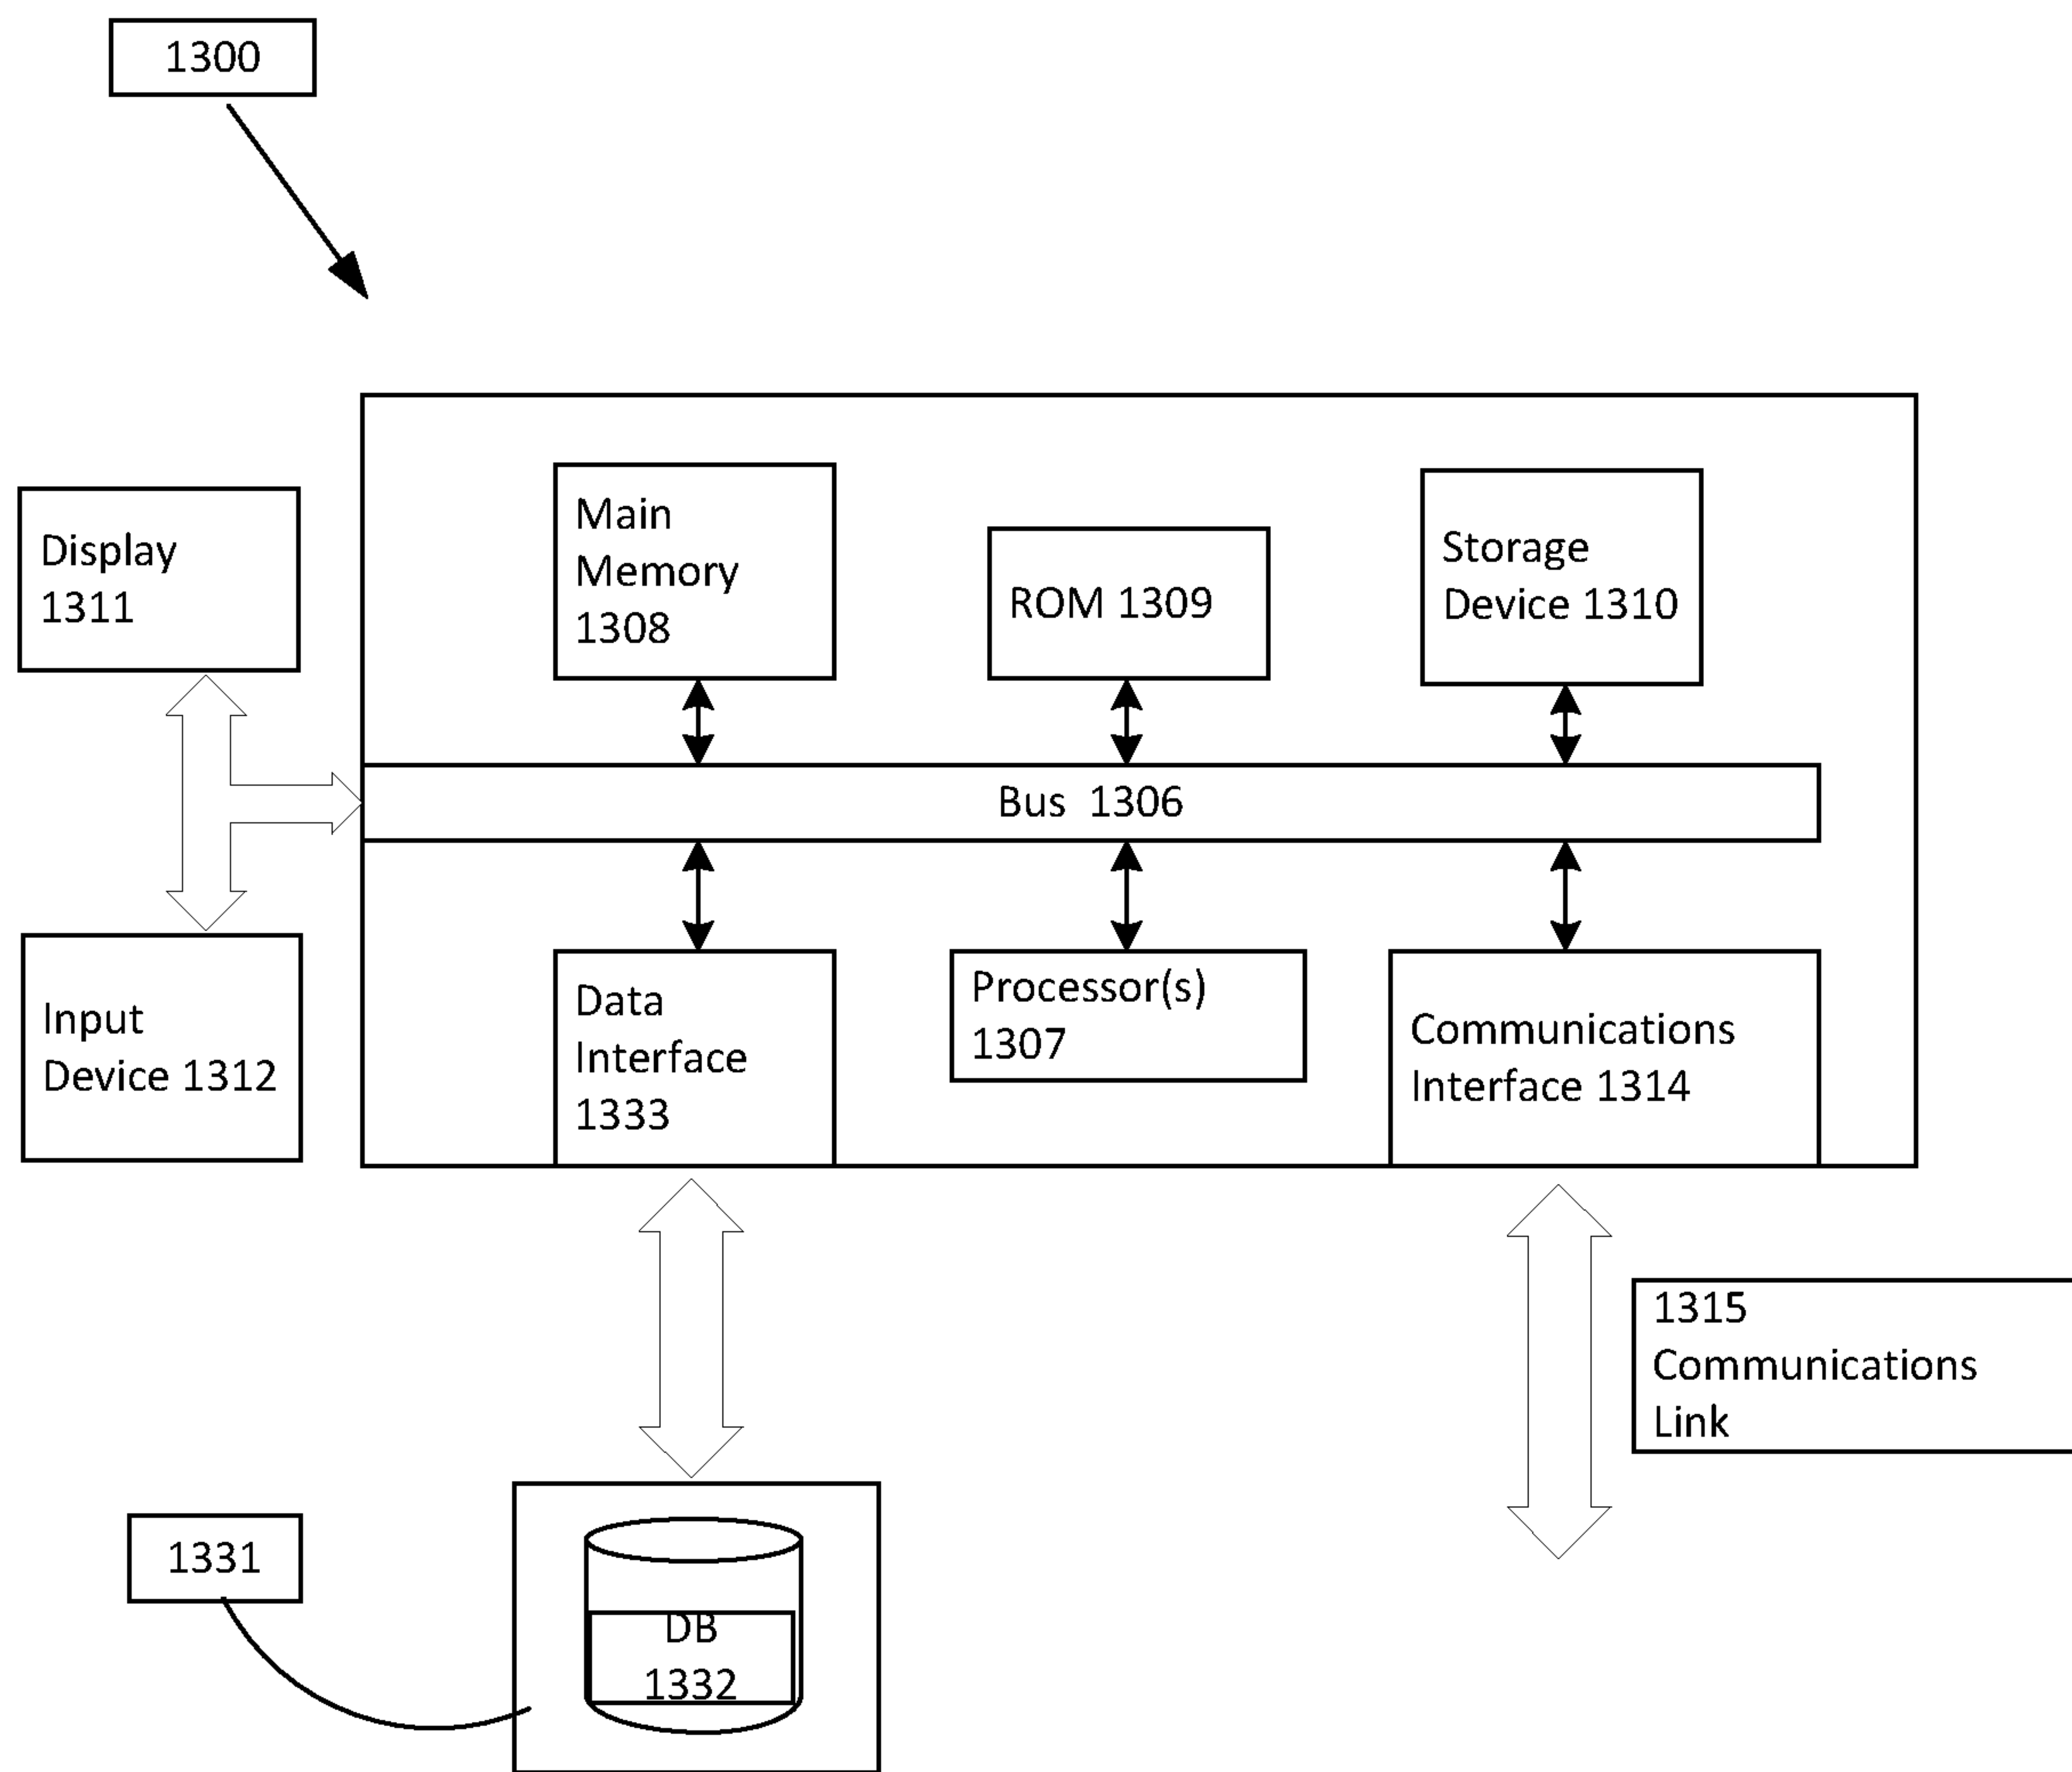 1300
Display
1311
Main
Memory
1308
ROM 1309
Storage
Device 1310
Bus 1306
Input
Device 1312
Data
Interface
1333
Processor(s)
1307
Communications
Interface 1314
1315
Communications
Link
1331
DB
1332